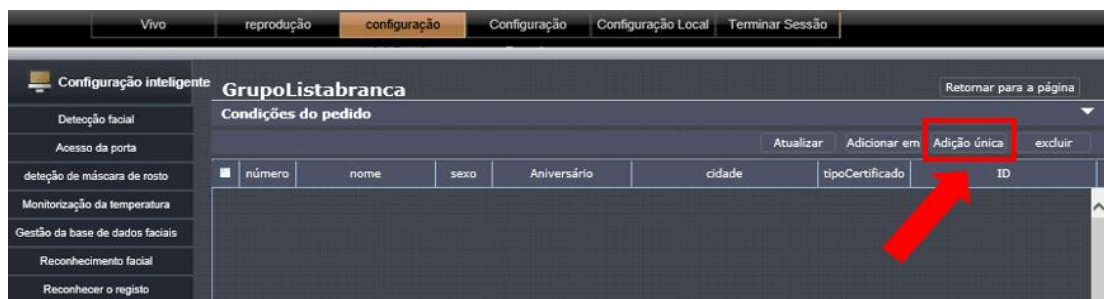 Vivo reprodução configuração Configuração Configuração Local Terminar Sessão
Configuração inteligente
GrupoListabranca
Retornar para a página
Detecção facial
Condições do pedido
Acesso da porta
Atualizar Adicionar em Adição única excluir
deteção de máscara de rosto
número nome sexo Aniversário cidade tipoCertificado ID
Monitorização da temperatura
Gestão da base de dados faciais
Reconhecimento facial
Reconhecer o registo